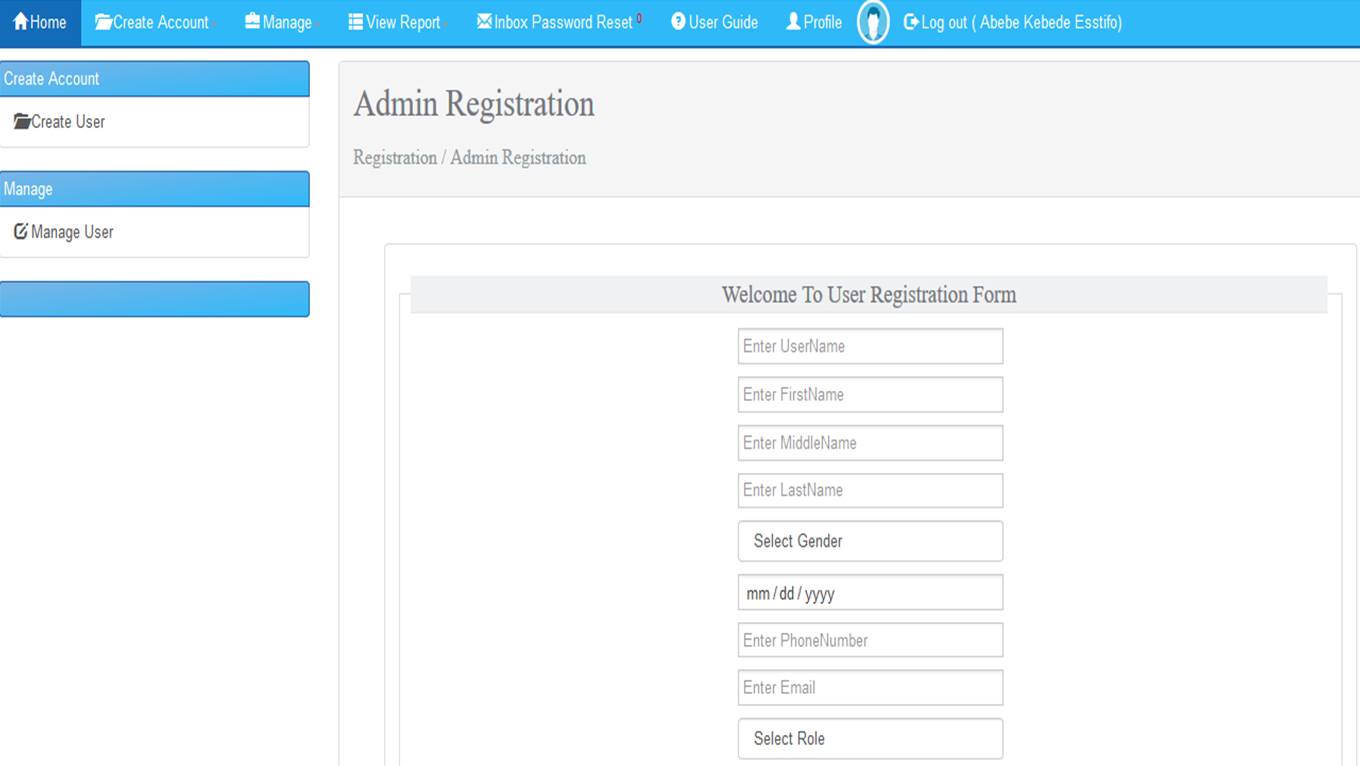 Home Create Account Manage View Report Inbox Password Reset 0 User Guide Profile Log out ( Abebe Kebede Esstifo)
Create Account
Create User
Manage
Manage User
Admin Registration
Registration / Admin Registration
Welcome To User Registration Form
Enter UserName
Enter FirstName
Enter MiddleName
Enter LastName
Select Gender
mm / dd / yyyy
Enter PhoneNumber
Enter Email
Select Role